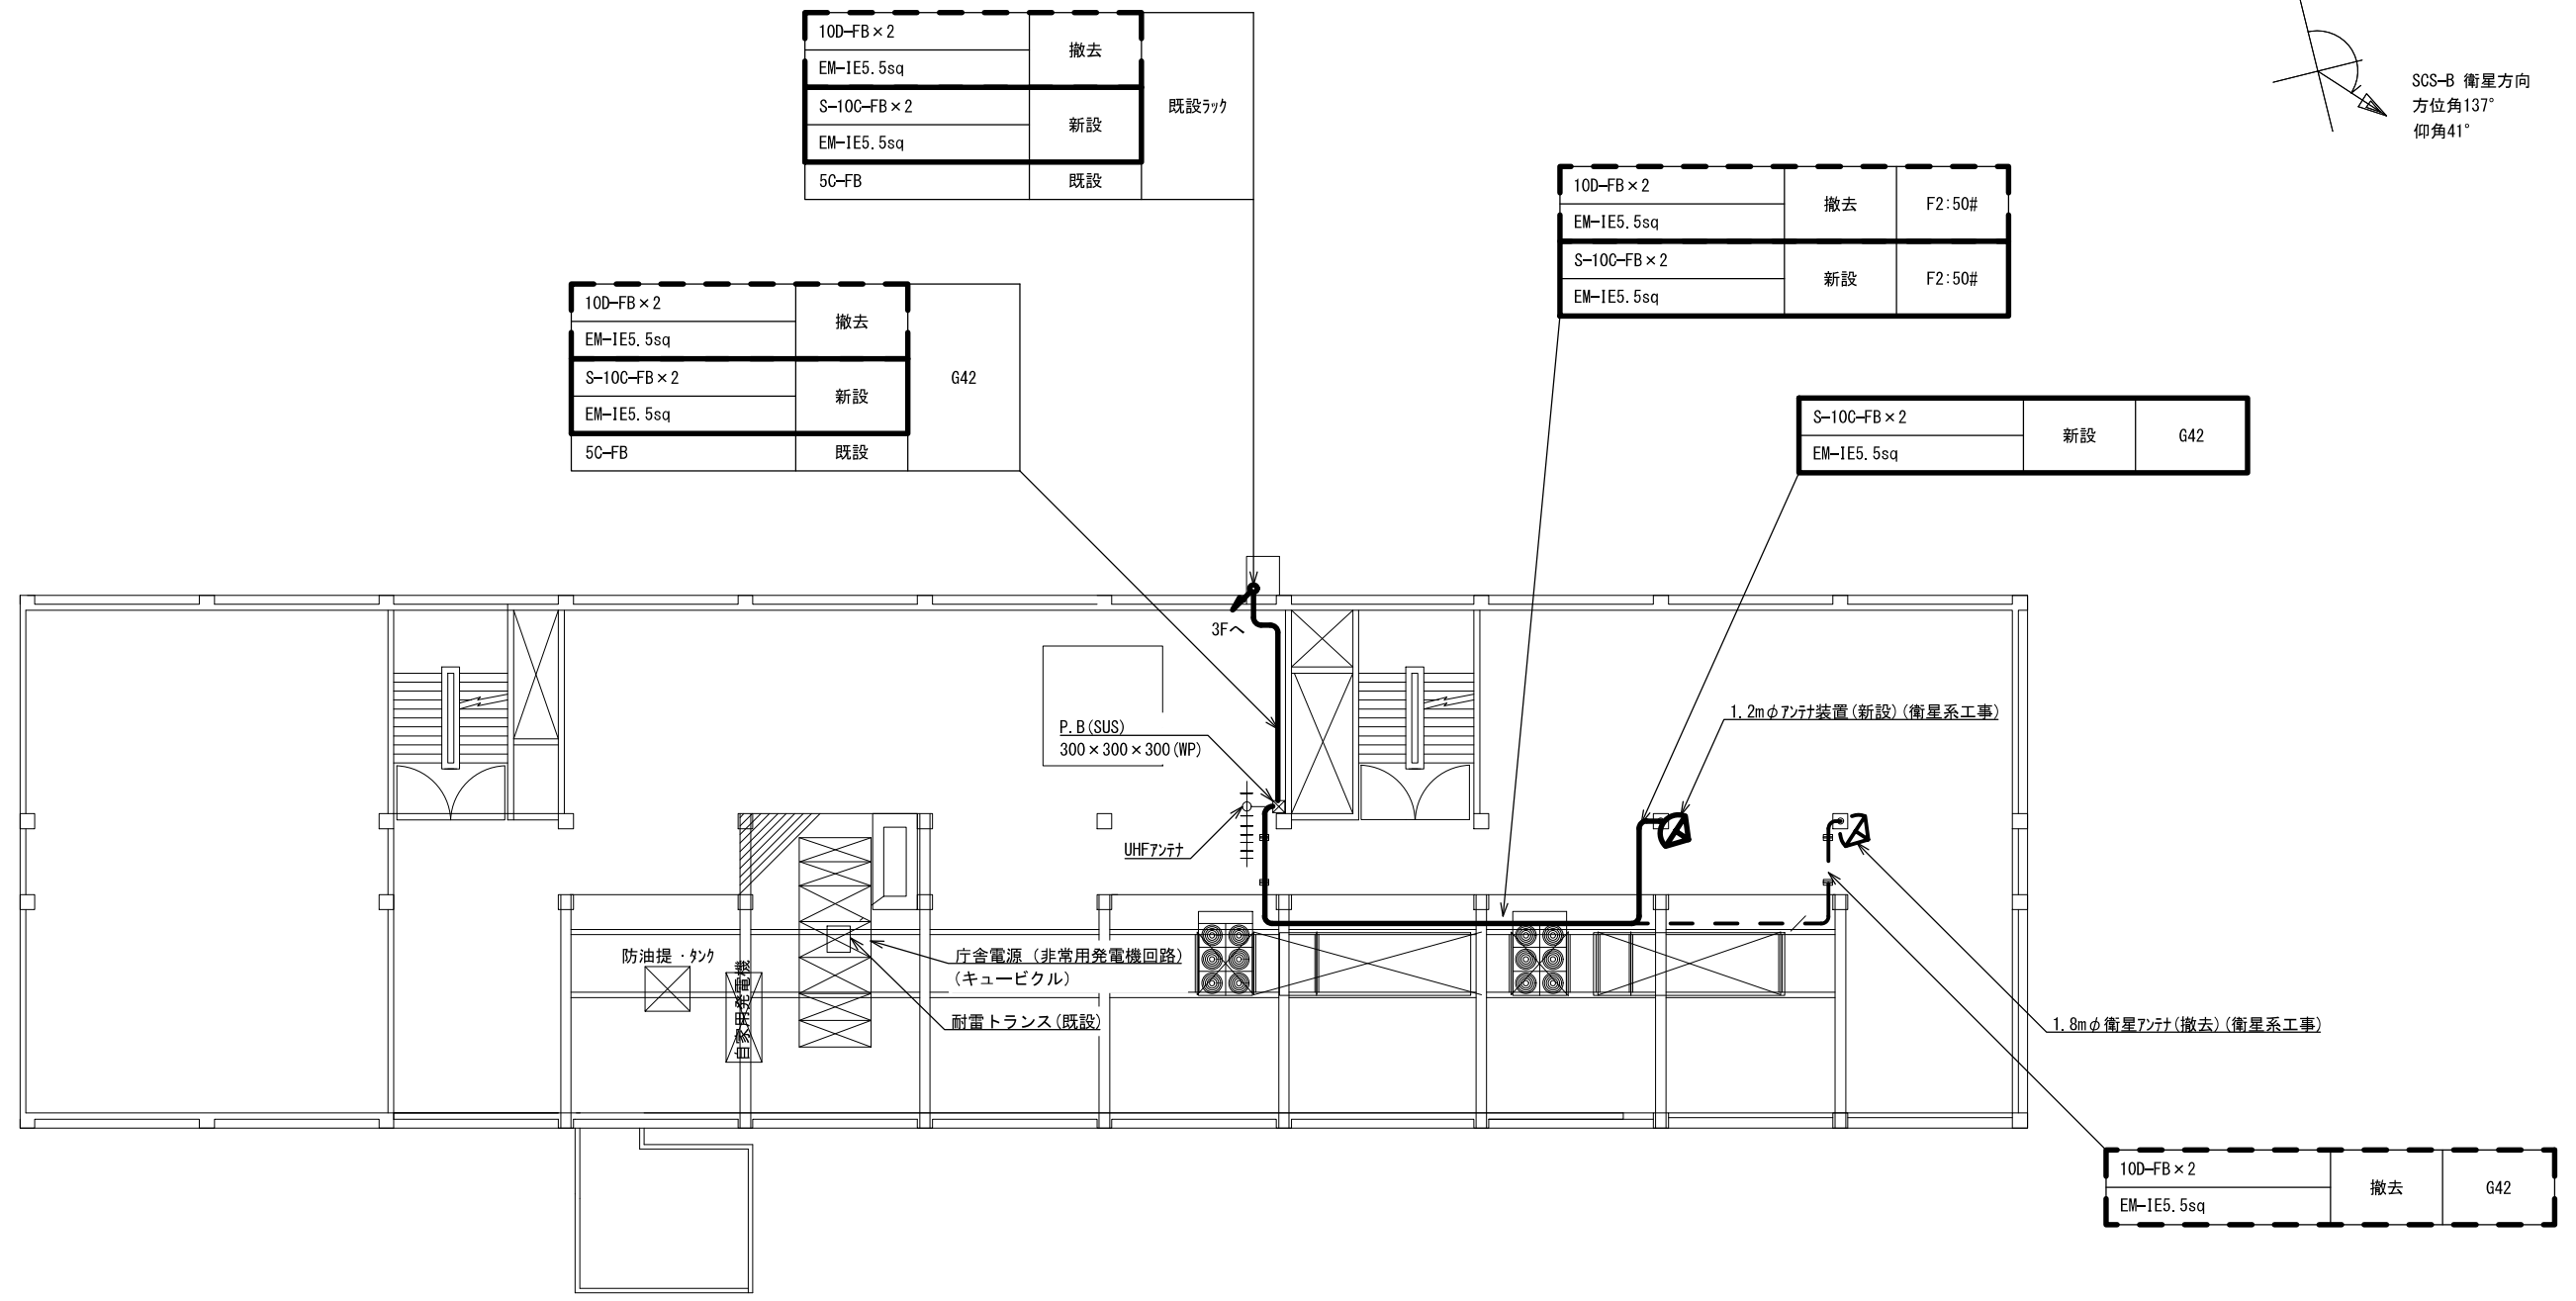 10D-FB×2
EM-IE5.5sq
撤去
S-10C-FB×2
EM-IE5.5sq
新設
5C-FB
既設
既設ﾗｯｸ
SCS-B 衛星方向
方位角137°
仰角41°
10D-FB×2
EM-IE5.5sq
撤去
F2:50#
S-10C-FB×2
EM-IE5.5sq
新設
F2:50#
10D-FB×2
EM-IE5.5sq
撤去
S-10C-FB×2
EM-IE5.5sq
新設
5C-FB
既設
G42
S-10C-FB×2
EM-IE5.5sq
新設
G42
3Fへ
P.B(SUS)
300×300×300(WP)
1.2mφｱﾝﾃﾅ装置(新設)(衛星系工事)
UHFｱﾝﾃﾅ
防油提・ﾀﾝｸ
自家用発電機
庁舎電源（非常用発電機回路）
(キュービクル)
耐雷トランス(既設)
1.8mφ衛星ｱﾝﾃﾅ(撤去)(衛星系工事)
10D-FB×2
EM-IE5.5sq
撤去
G42